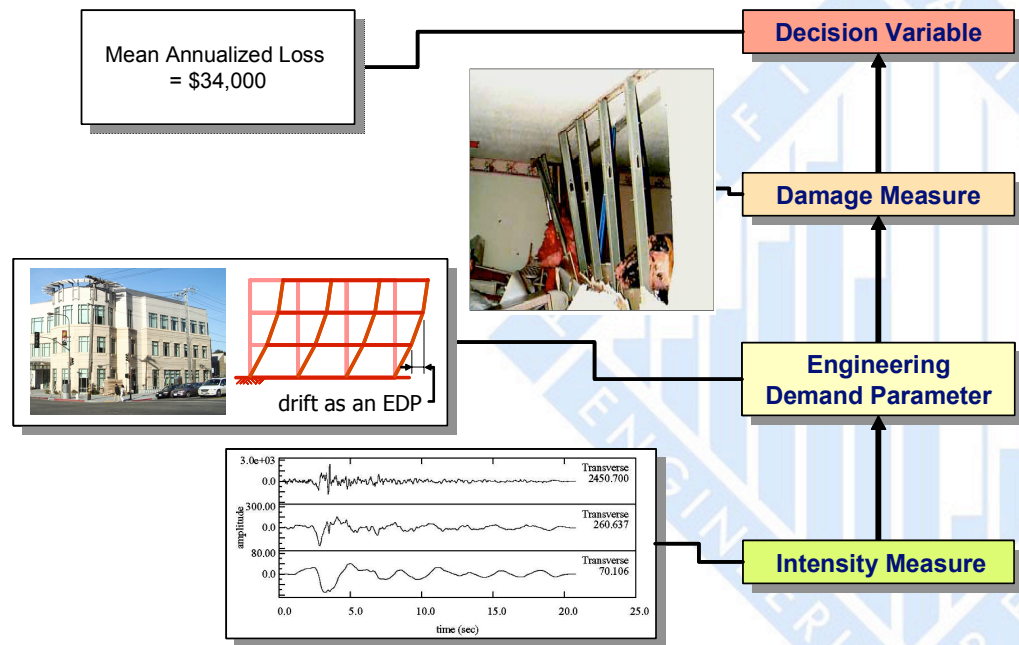 Mean Annualized Loss
= $34,000
Decision Variable
Damage Measure
drift as an EDP
Engineering
Demand Parameter
3.0e+03
0.0
300.00
0.0
80.00
0.0
amplitude
Transverse
2450.700
Transverse
260.637
Transverse
70.106
0.0 5.0 10.0 15.0 20.0 25.0
time (sec)
Intensity Measure
ENGINEERI